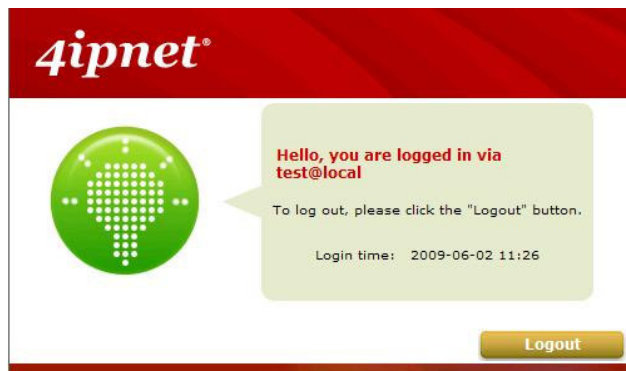 4ipnet®
Hello, you are logged in via
test@local
To log out, please click the "Logout" button.
Login time: 2009-06-02 11:26
Logout